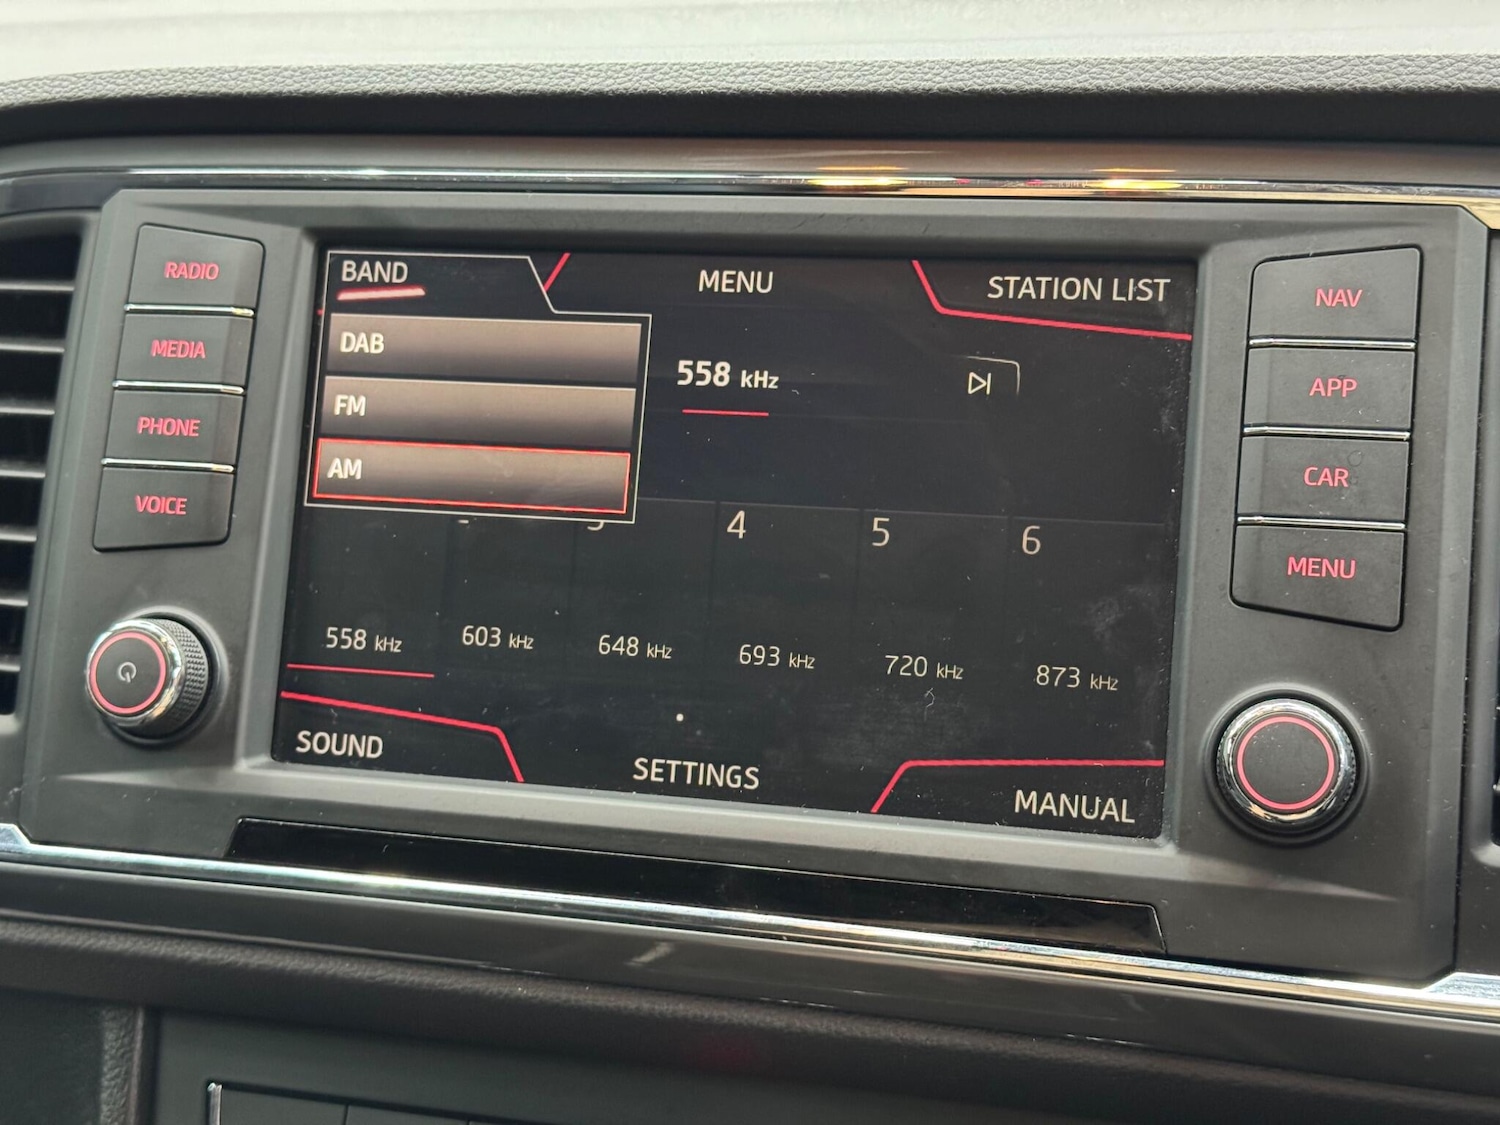 RADIO
MEDIA
PHONE
VOICE
BAND
MENU
STATION LIST
DAB
FM
AM
558 kHz
4
5
6
558 kHz
603 kHz
648 kHz
693 kHz
720 kHz
873 kHz
SOUND
SETTINGS
MANUAL
NAV
APP
CAR
MENU